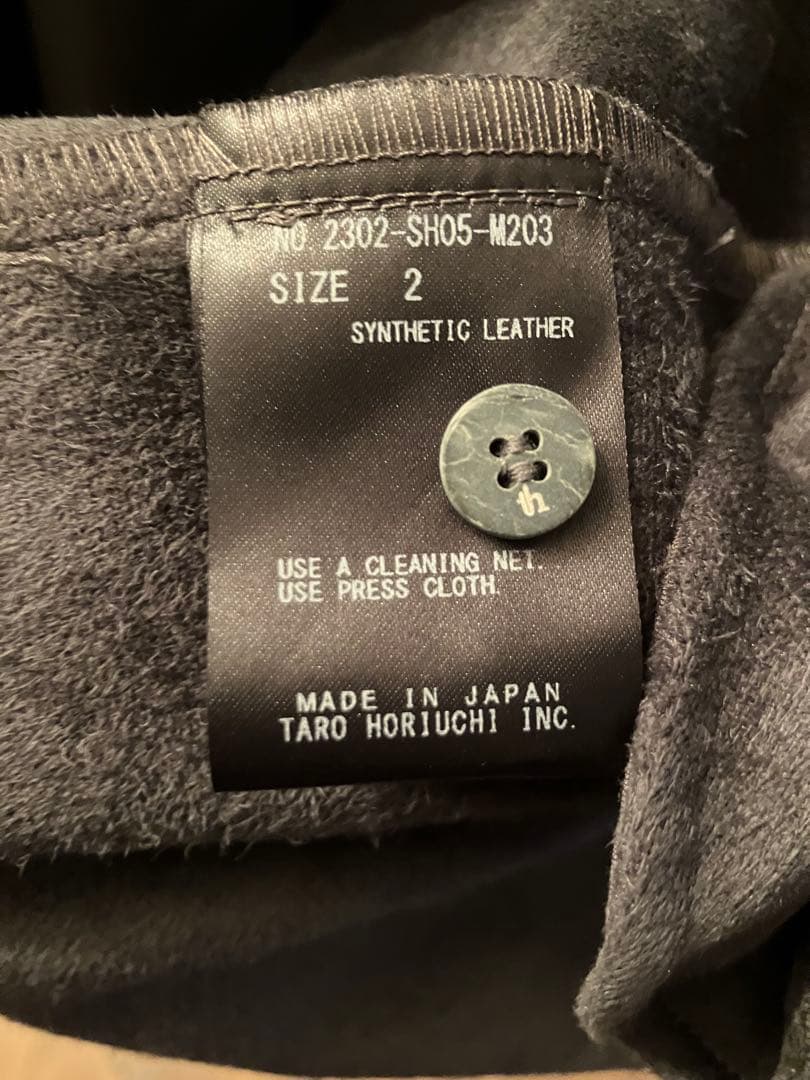 NO 2302-SH05-M203
SIZE 2
SYNTHETIC LEATHER
th
USE A CLEANING NET.
USE PRESS CLOTH.
MADE IN JAPAN
TARO HORIUCHI INC.